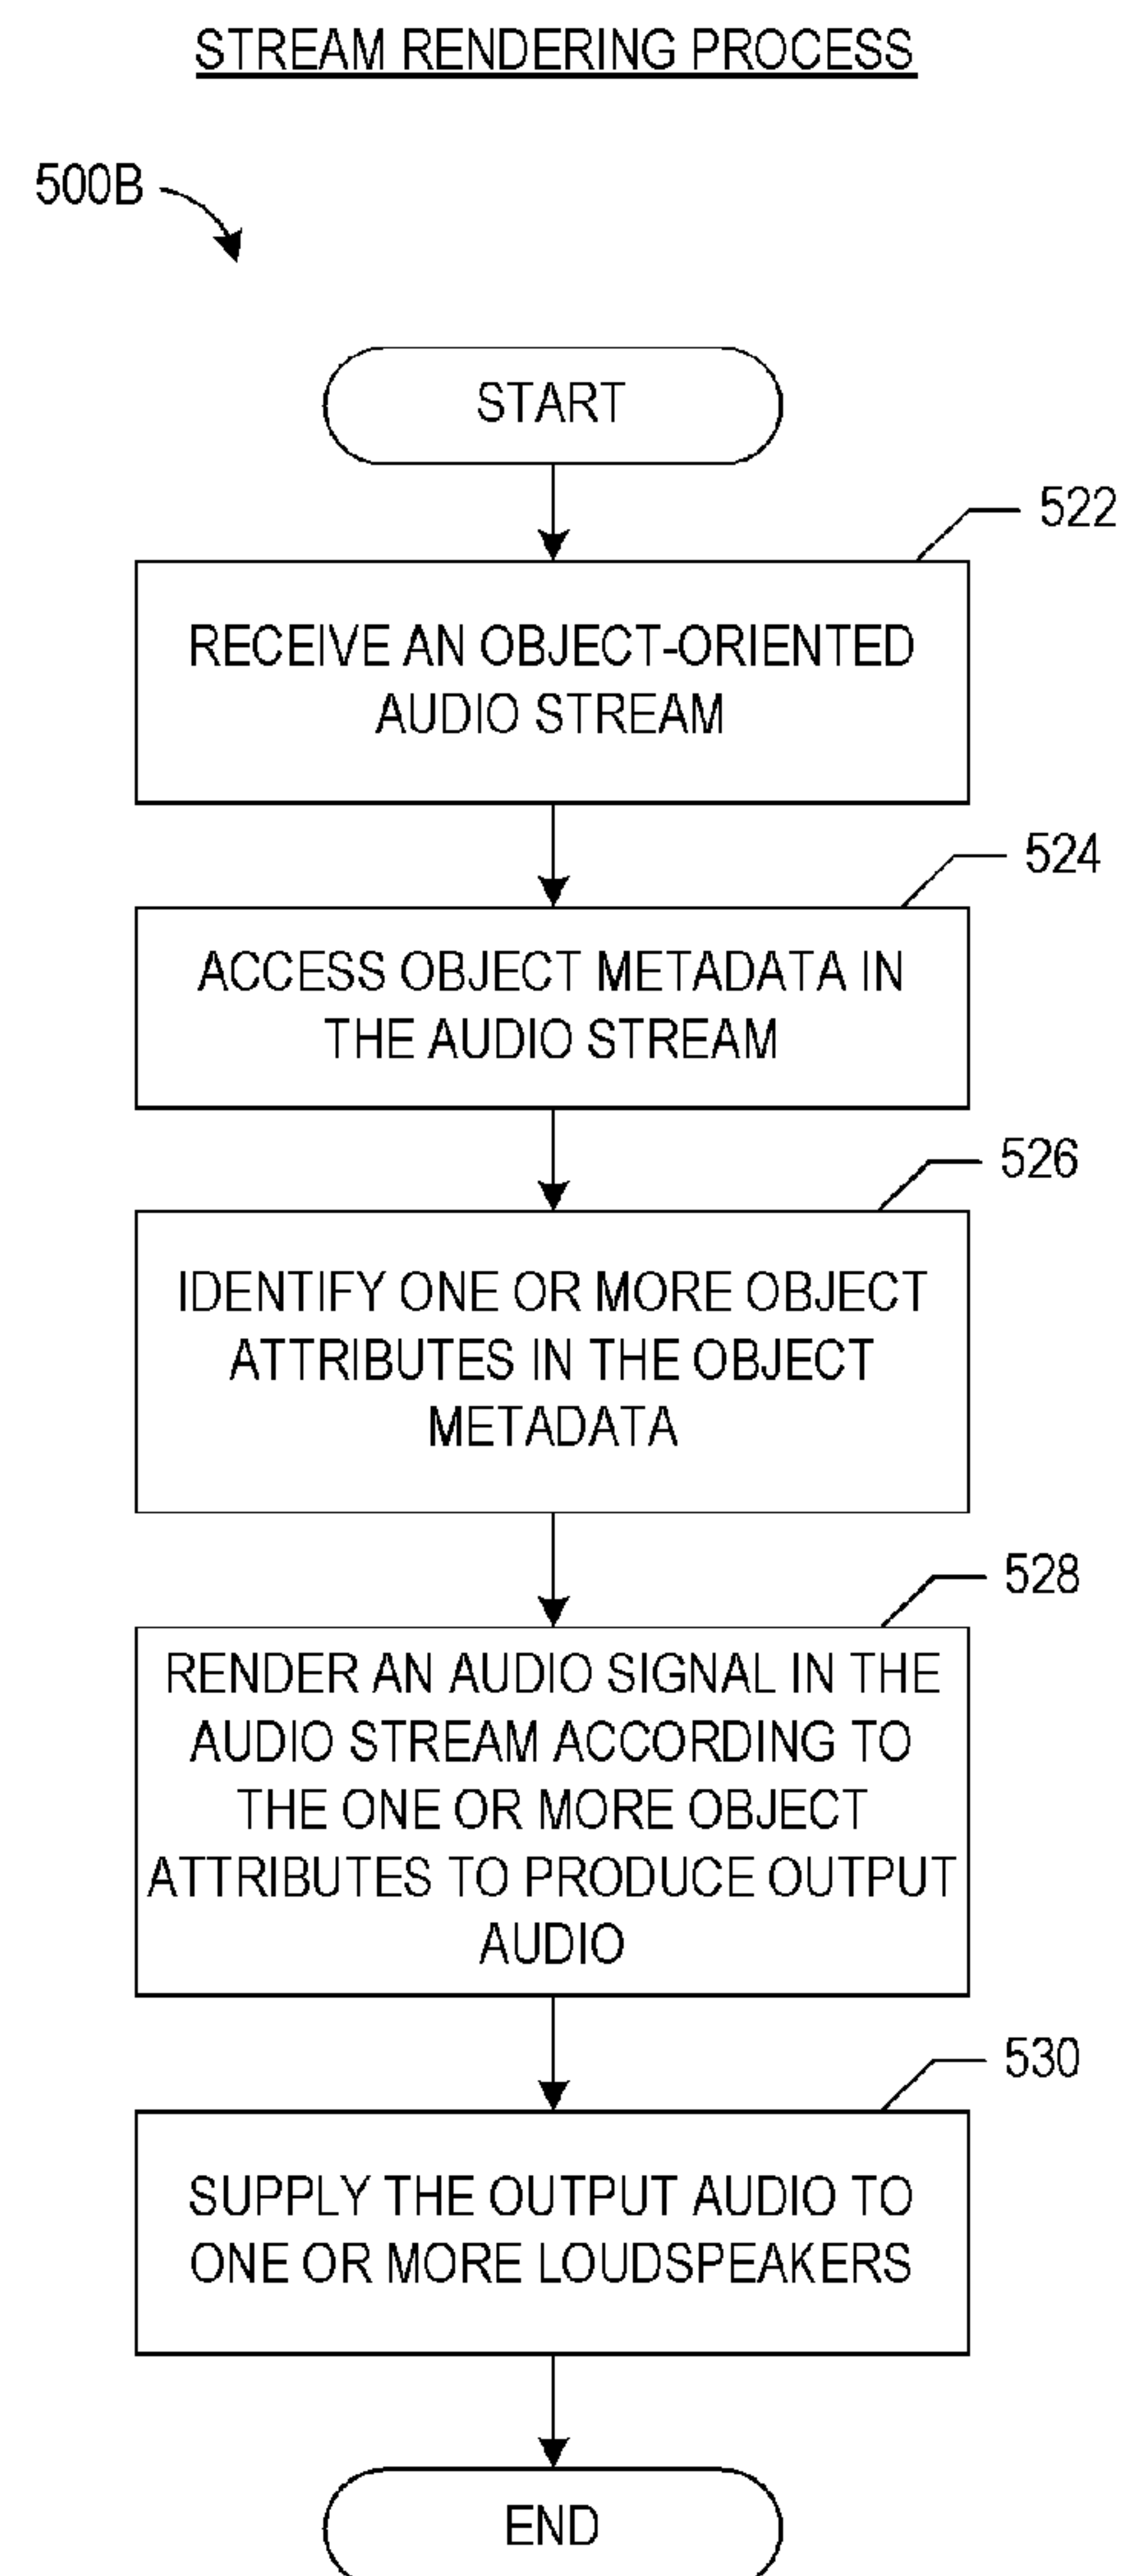 STREAM RENDERING PROCESS
500B
START
522
RECEIVE AN OBJECT-ORIENTED
AUDIO STREAM
524
ACCESS OBJECT METADATA IN
THE AUDIO STREAM
526
IDENTIFY ONE OR MORE OBJECT
ATTRIBUTES IN THE OBJECT
METADATA
528
RENDER AN AUDIO SIGNAL IN THE
AUDIO STREAM ACCORDING TO
THE ONE OR MORE OBJECT
ATTRIBUTES TO PRODUCE OUTPUT
AUDIO
530
SUPPLY THE OUTPUT AUDIO TO
ONE OR MORE LOUDSPEAKERS
END